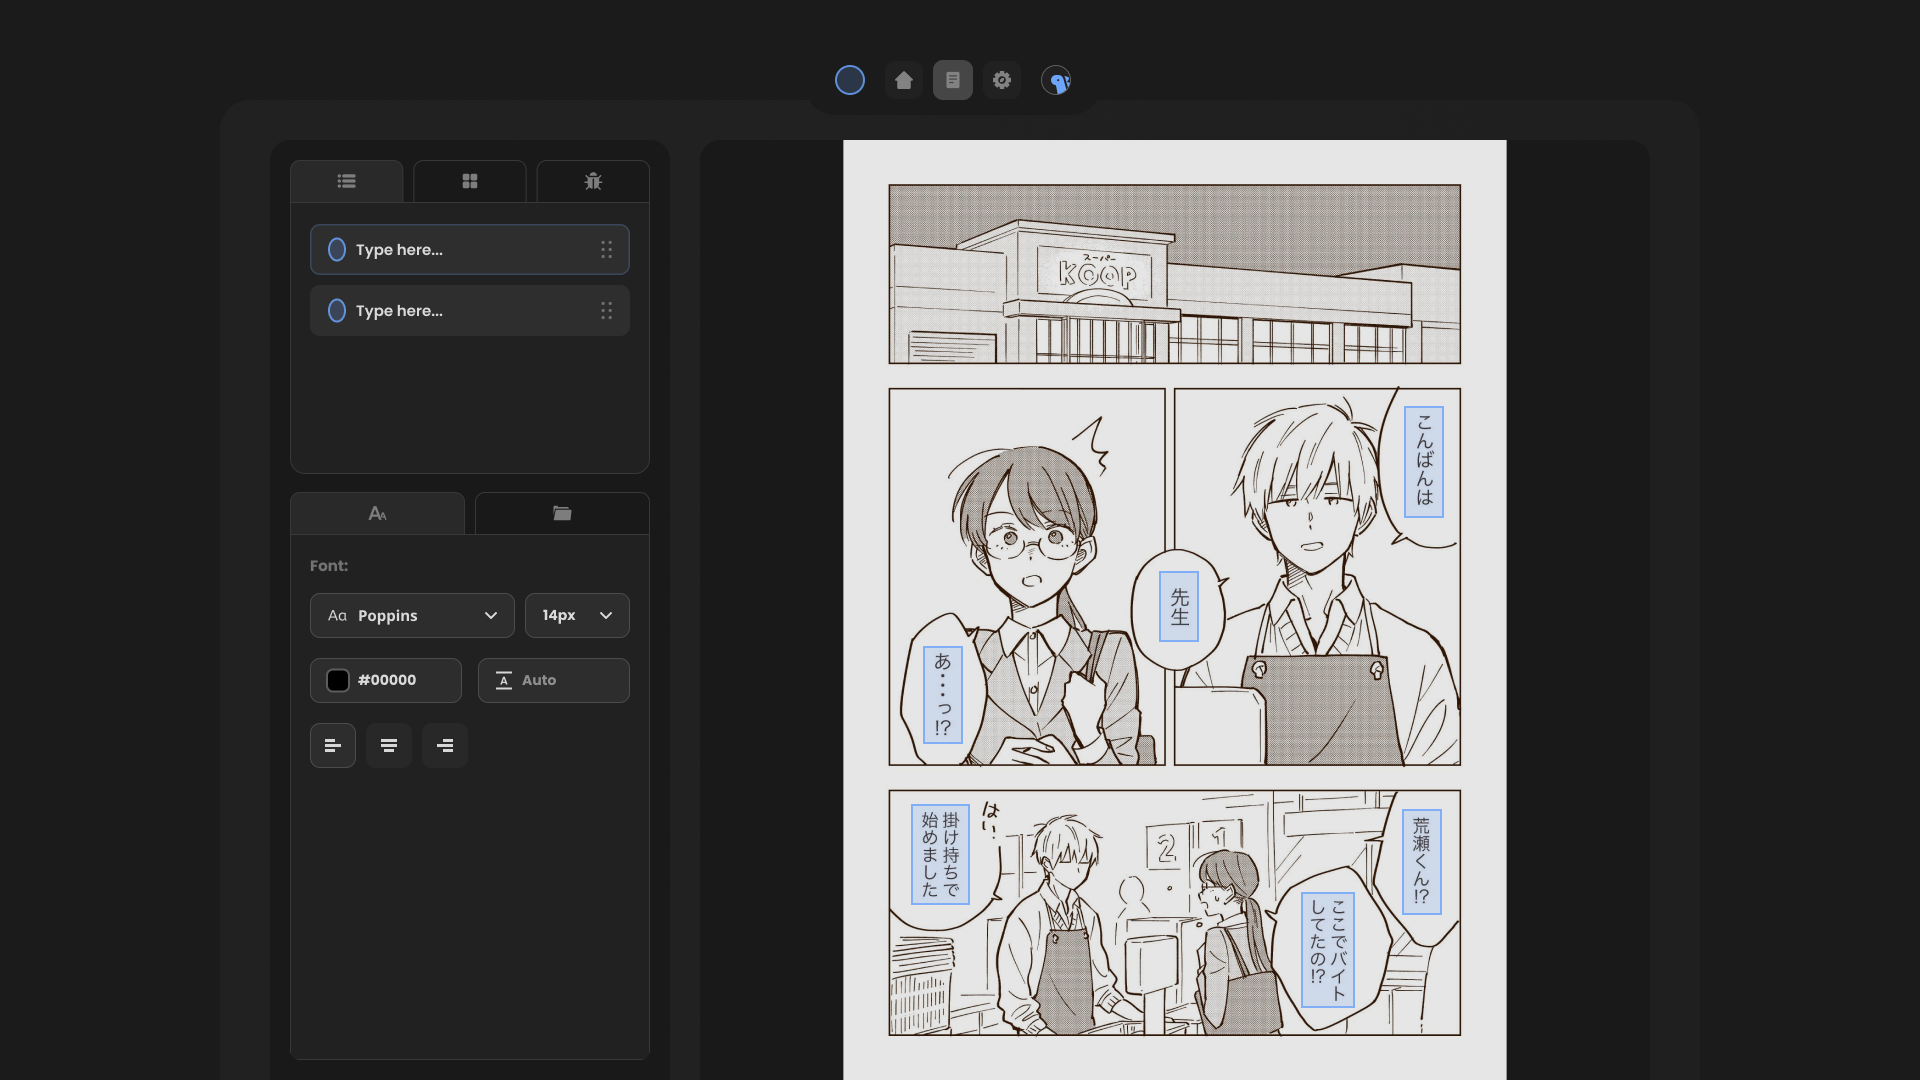 Type here...
Type here...
AA
Font:
Aa Poppins
14px
#00000
A Auto
スーパー
KOOP
こんばんは
先生
あ・・・っ!?
荒瀬くん!?
ここでバイト
してたの!?
はい、
掛け持ちで
始めました
2
1